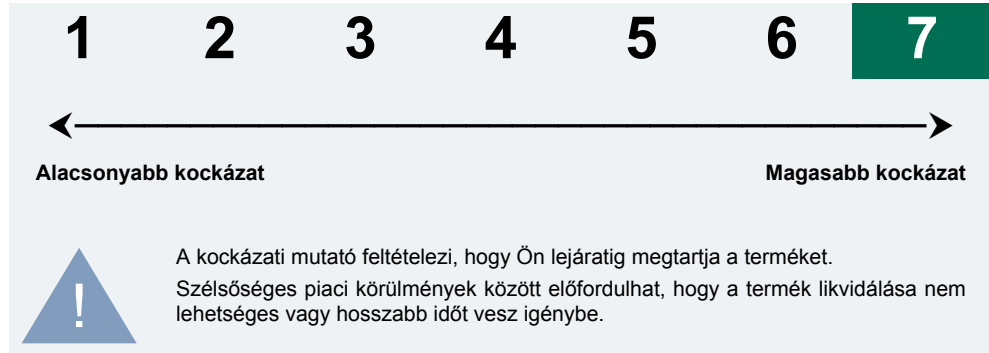 1 2 3 4 5 6 7
Alacsonyabb kockázat Magasabb kockázat
A kockázati mutató feltételezi, hogy Ön lejáratig megtartja a terméket.
Szélsőséges piaci körülmények között előfordulhat, hogy a termék likvidálása nem
lehetséges vagy hosszabb időt vesz igénybe.
!